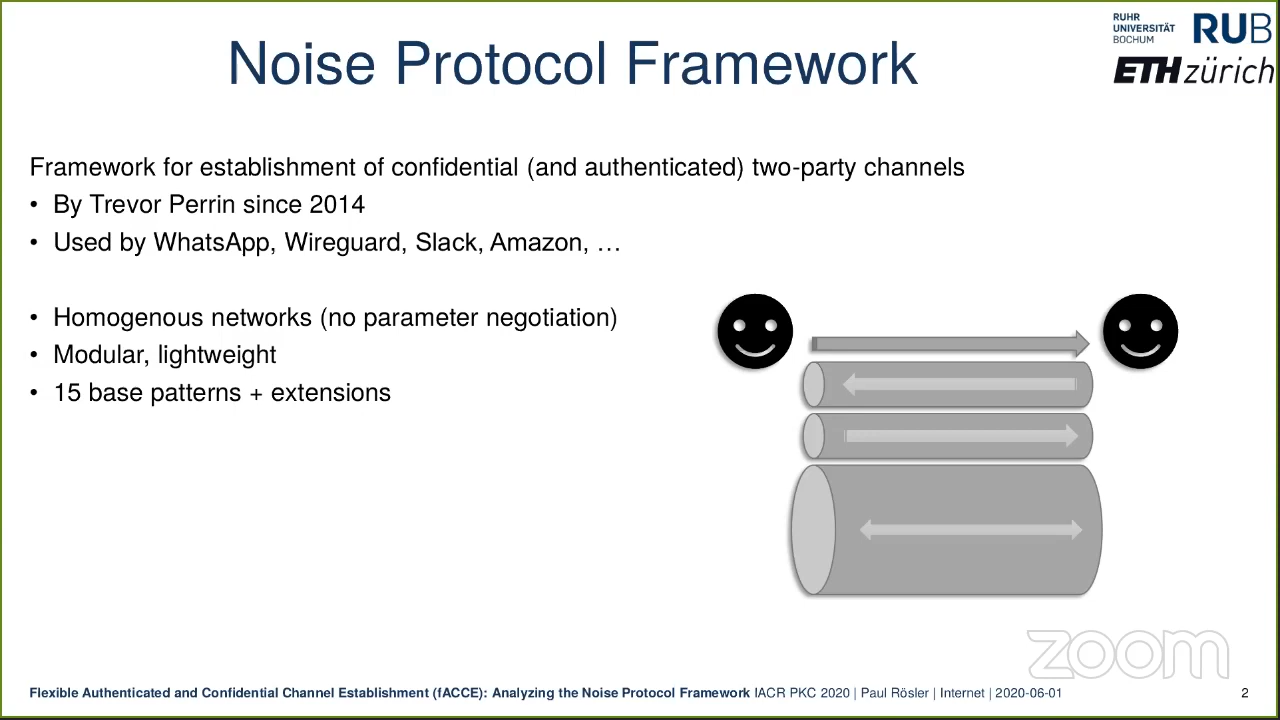 Noise Protocol Framework
RUHR
UNIVERSITÄT
BOCHUM
RUB
ETH zürich
Framework for establishment of confidential (and authenticated) two-party channels
• By Trevor Perrin since 2014
• Used by WhatsApp, Wireguard, Slack, Amazon, …
• Homogenous networks (no parameter negotiation)
• Modular, lightweight
• 15 base patterns + extensions
zoom
Flexible Authenticated and Confidential Channel Establishment (fACCE): Analyzing the Noise Protocol Framework IACR PKC 2020 | Paul Rösler | Internet | 2020-06-01
2